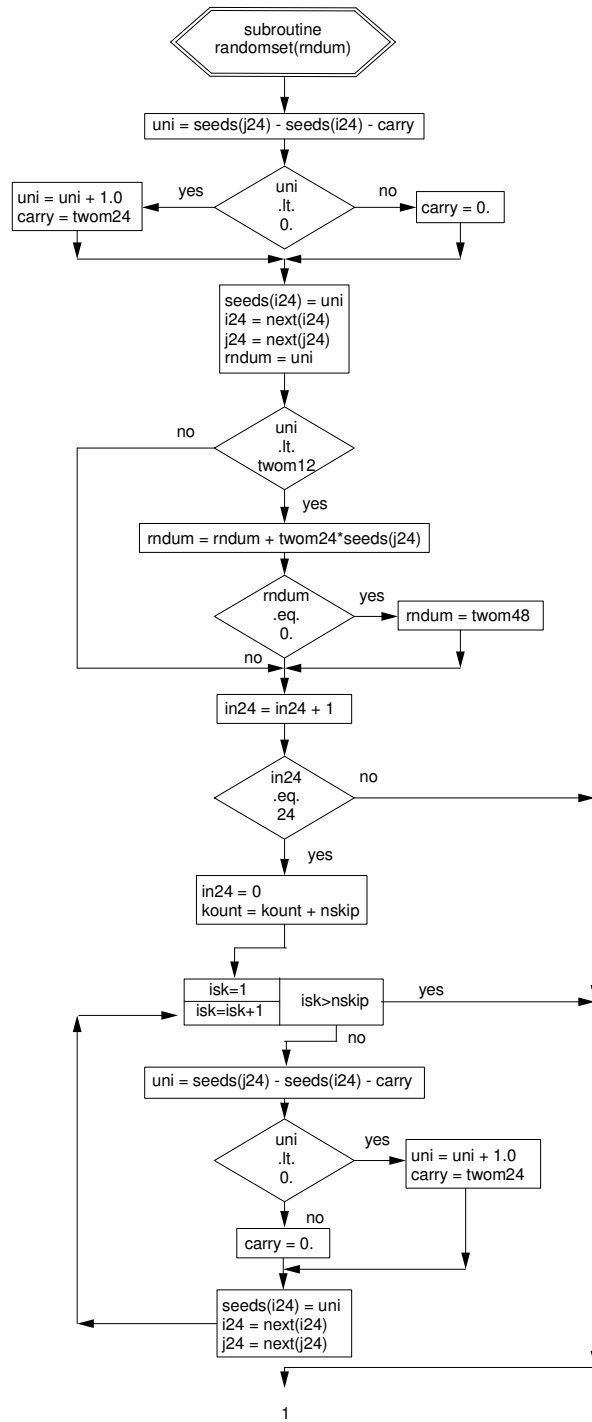 subroutine
randomset(rndum)
uni = seeds(j24) - seeds(i24) - carry
uni
.lt.
0.
yes
no
uni = uni + 1.0
carry = twom24
carry = 0.
seeds(i24) = uni
i24 = next(i24)
j24 = next(j24)
rndum = uni
uni
.lt.
twom12
no
yes
rndum = rndum + twom24*seeds(j24)
rndum
.eq.
0.
yes
rndum = twom48
no
in24 = in24 + 1
in24
.eq.
24
no
yes
in24 = 0
kount = kount + nskip
isk=1
isk=isk+1
isk>nskip
yes
no
uni = seeds(j24) - seeds(i24) - carry
uni
.lt.
0.
yes
uni = uni + 1.0
carry = twom24
no
carry = 0.
seeds(i24) = uni
i24 = next(i24)
j24 = next(j24)
1